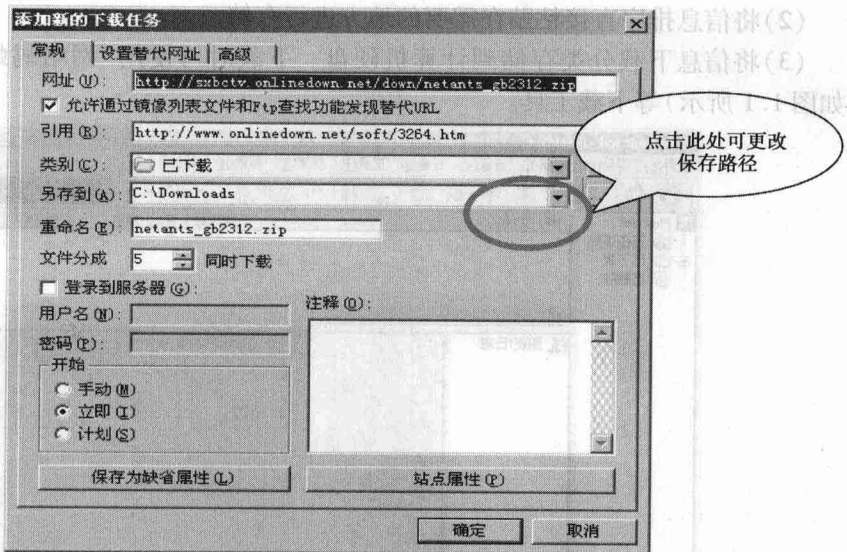 添加新的下载任务
常规 设置替代网址 高级
网址(U): http://sxbctv.onlinedown.net/down/netants_gb2312.zip
允许通过镜像列表文件和Ftp查找功能发现替代URL
引用(R): http://www.onlinedown.net/soft/3264.htm
类别(C): 已下载
另存到(A): C:\Downloads
重命名(E): netants_gb2312.zip
文件分成 5 同时下载
登录到服务器(G):
用户名(N):
密码(P):
注释(O):
开始
手动(M)
立即(I)
计划(S)
保存为缺省属性(L) 站点属性(P)
确定 取消
点击此处可更改
保存路径